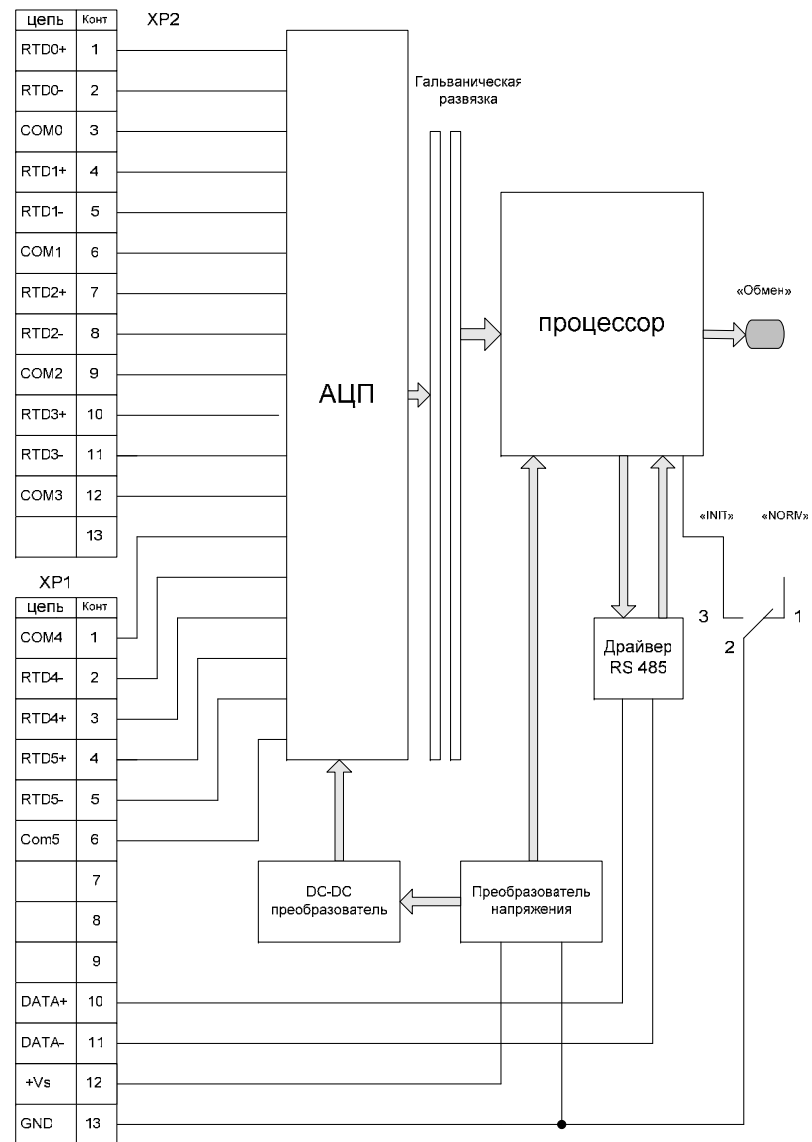 цепь Конт XP2
RTD0+ 1
RTD0- 2
COM0 3
RTD1+ 4
RTD1- 5
COM1 6
RTD2+ 7
RTD2- 8
COM2 9
RTD3+ 10
RTD3- 11
COM3 12
13
XP1
цепь Конт
COM4 1
RTD4- 2
RTD4+ 3
RTD5+ 4
RTD5- 5
Com5 6
7
8
9
DATA+ 10
DATA- 11
+Vs 12
GND 13
АЦП
Гальваническая
развязка
процессор
«Обмен»
«INIT» «NORM»
3 1
2
Драйвер
RS 485
DC-DC
преобразователь
Преобразователь
напряжения